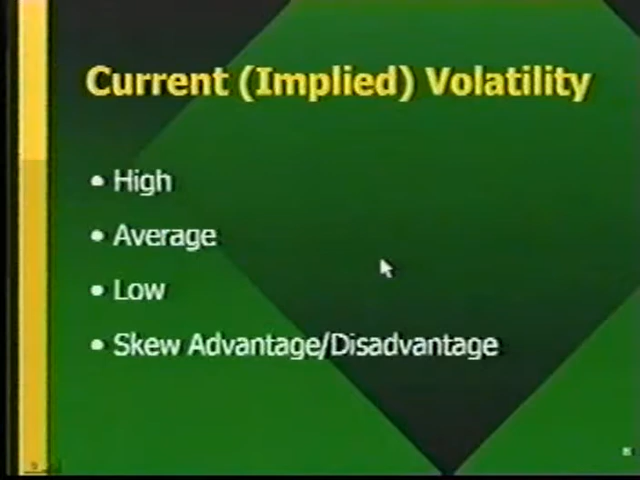 Current (Implied) Volatility
• High
• Average
• Low
• Skew Advantage/Disadvantage